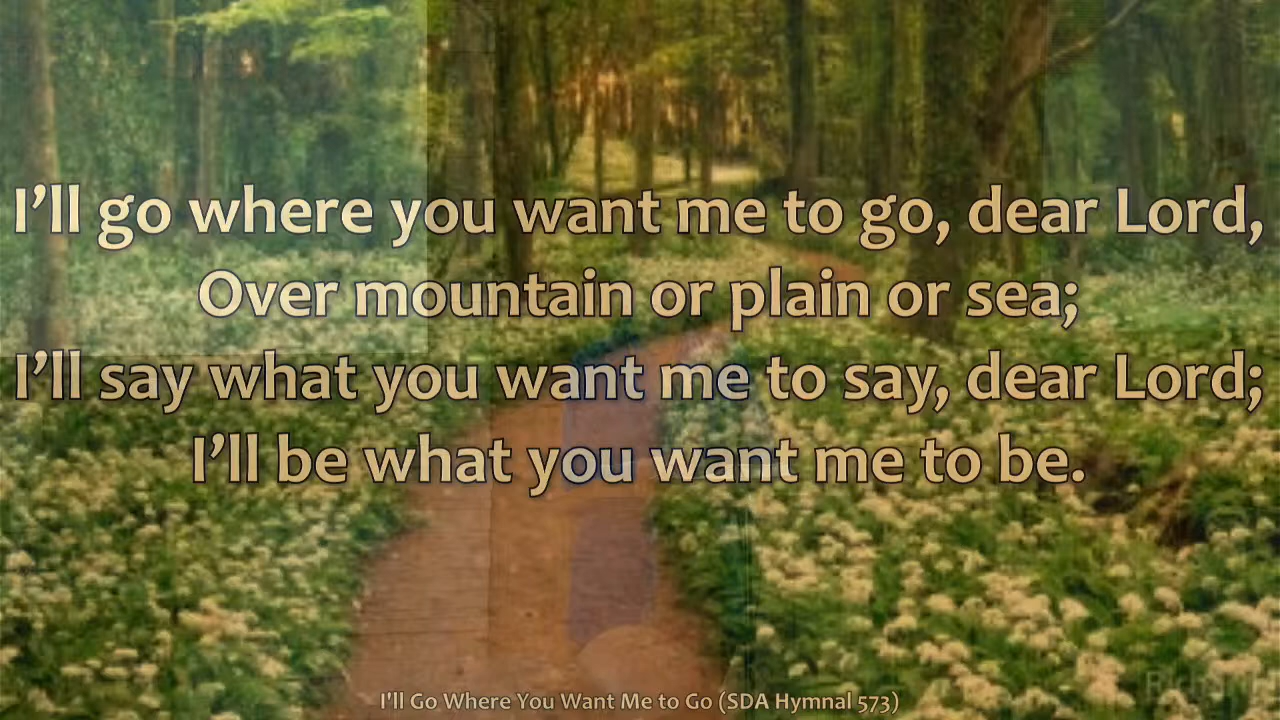 I’ll go where you want me to go, dear Lord,
Over mountain or plain or sea;
I’ll say what you want me to say, dear Lord;
I’ll be what you want me to be.
I'll Go Where You Want Me to Go (SDA Hymnal 573)